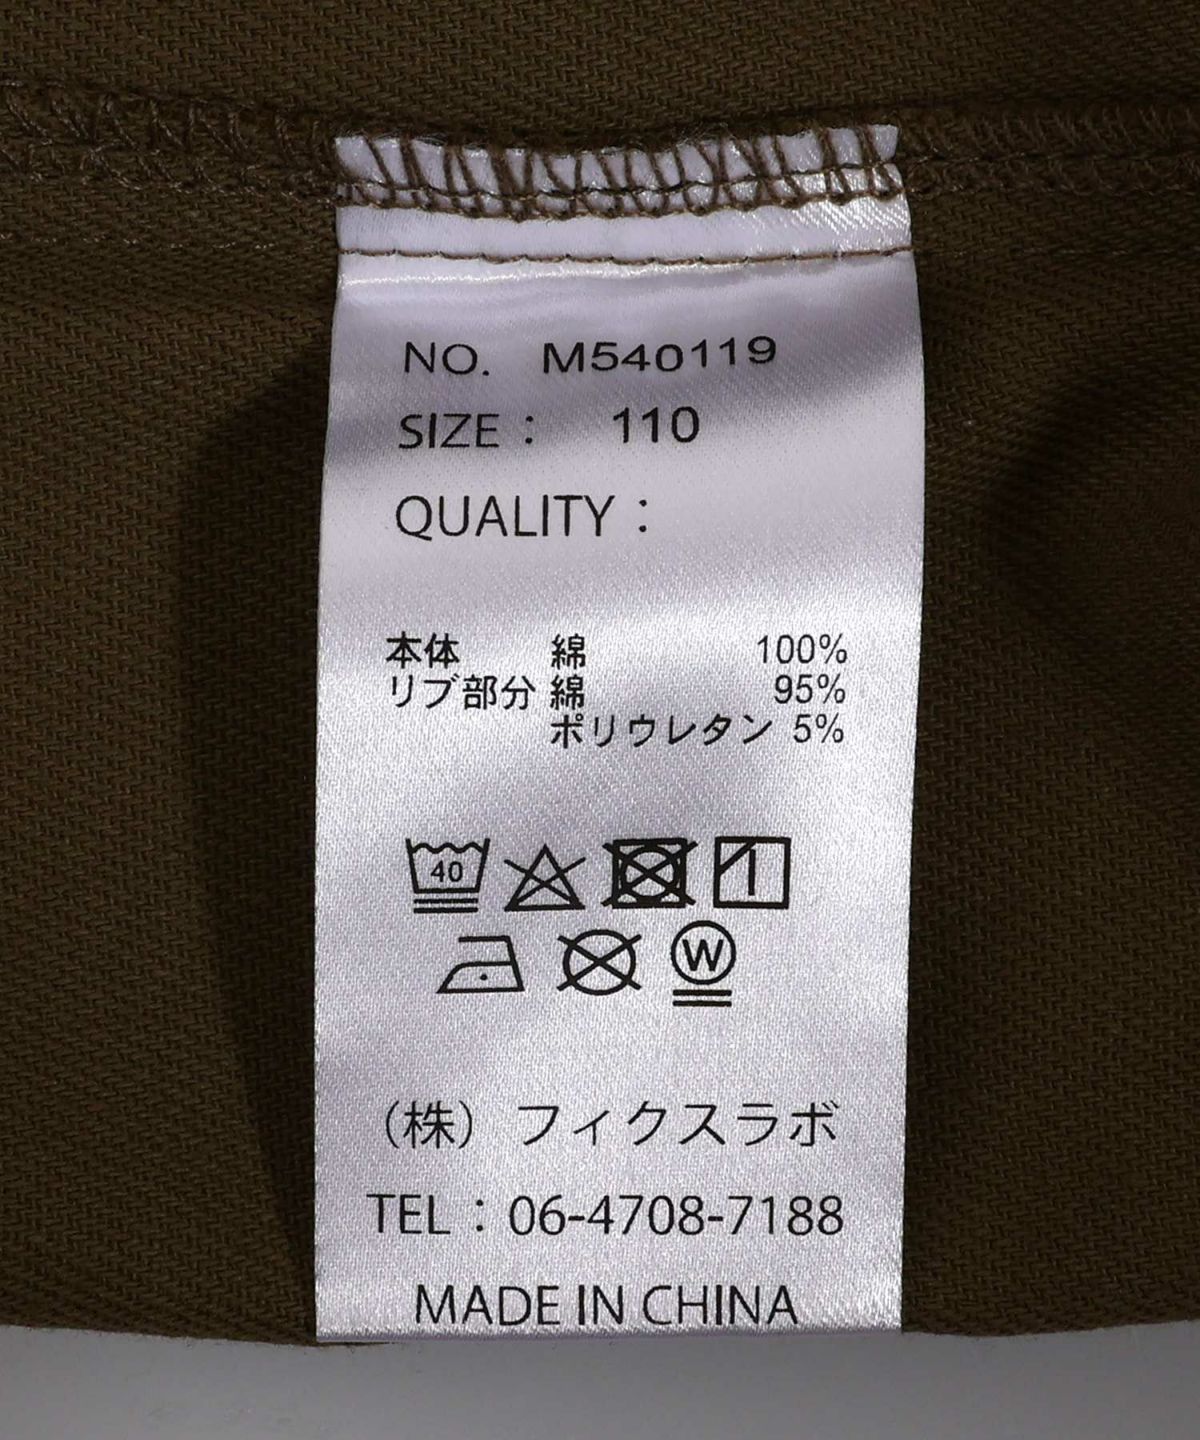 NO. M540119
SIZE： 110
QUALITY：
本体 綿 100%
リブ部分 綿 95%
ポリウレタン 5%
40
W
（株）フィクスラボ
TEL：06-4708-7188
MADE IN CHINA